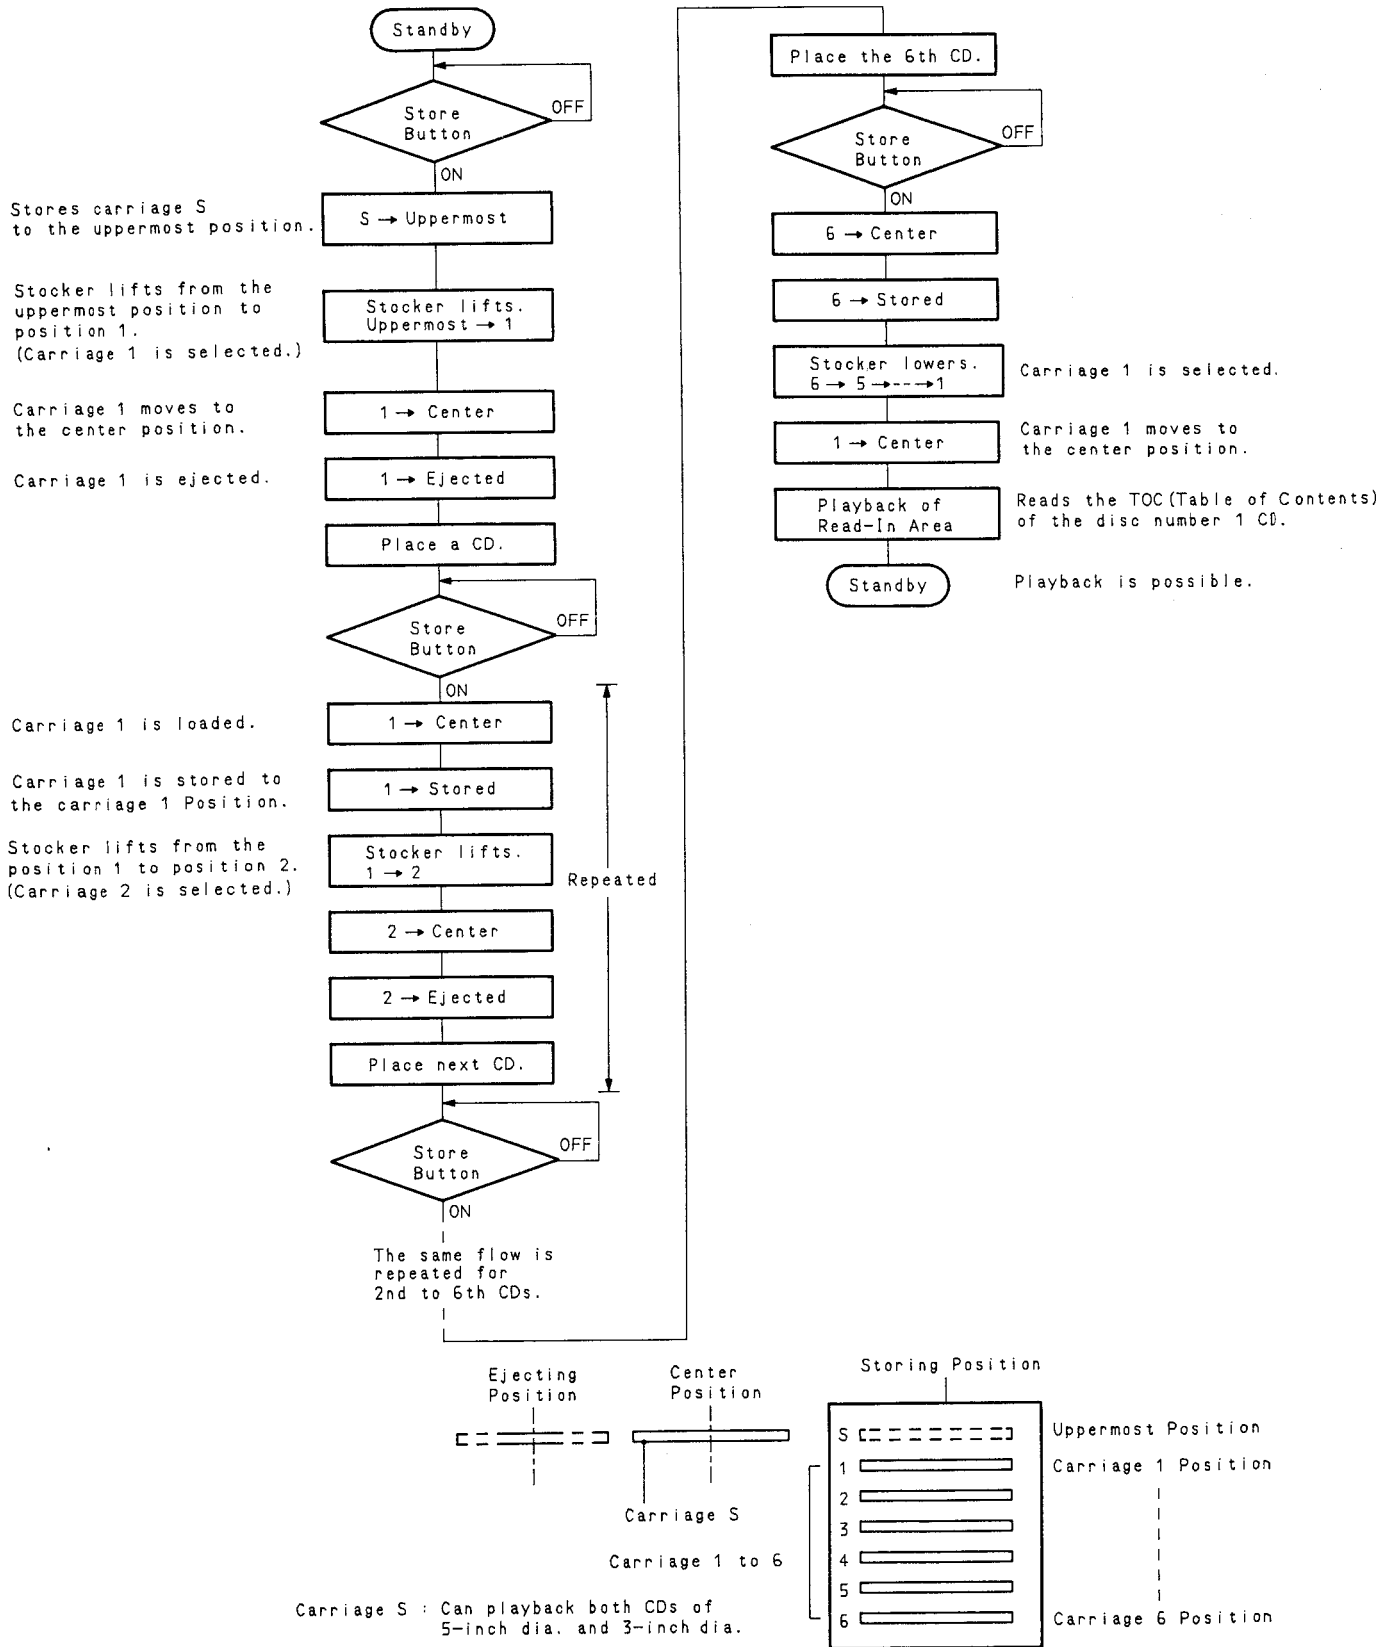 Standby
Store
Button
OFF
ON
Stores carriage S
to the uppermost position.
S → Uppermost
Stocker lifts from the
uppermost position to
position 1.
(Carriage 1 is selected.)
Stocker lifts.
Uppermost → 1
Carriage 1 moves to
the center position.
1 → Center
Carriage 1 is ejected.
1 → Ejected
Place a CD.
Store
Button
OFF
ON
Carriage 1 is loaded.
1 → Center
Carriage 1 is stored to
the carriage 1 Position.
1 → Stored
Stocker lifts from the
position 1 to position 2.
(Carriage 2 is selected.)
Stocker lifts.
1 → 2
Repeated
2 → Center
2 → Ejected
Place next CD.
Store
Button
OFF
ON
The same flow is
repeated for
2nd to 6th CDs.
Place the 6th CD.
Store
Button
OFF
ON
6 → Center
6 → Stored
Stocker lowers.
6 → 5 →---→1
Carriage 1 is selected.
1 → Center
Carriage 1 moves to
the center position.
Playback of
Read-In Area
Reads the TOC(Table of Contents)
of the disc number 1 CD.
Standby
Playback is possible.
Ejecting
Position
Center
Position
Storing Position
S
Uppermost Position
1
Carriage 1 Position
2
3
4
5
6
Carriage 6 Position
Carriage S
Carriage 1 to 6
Carriage S : Can playback both CDs of
5-inch dia. and 3-inch dia.